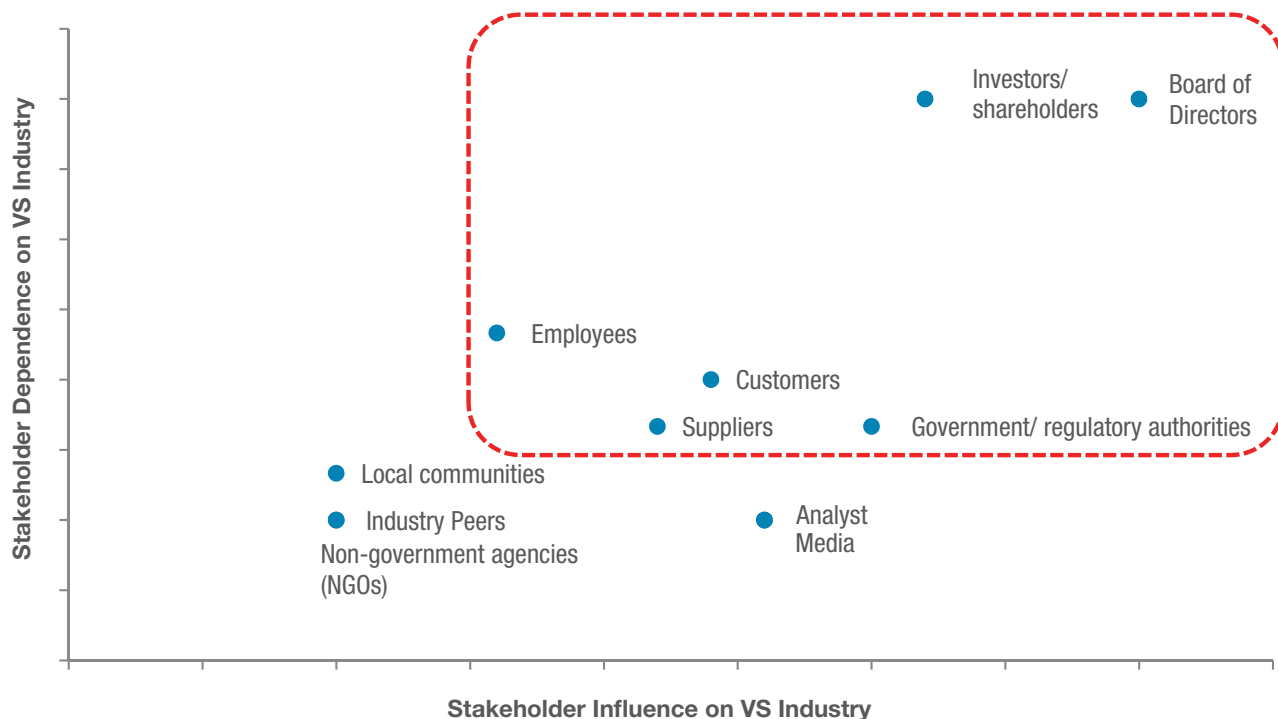 Stakeholder Dependence on VS Industry
Investors/
shareholders
Board of
Directors
Employees
Customers
Suppliers
Government/ regulatory authorities
Local communities
Industry Peers
Non-government agencies
(NGOs)
Analyst
Media
Stakeholder Influence on VS Industry